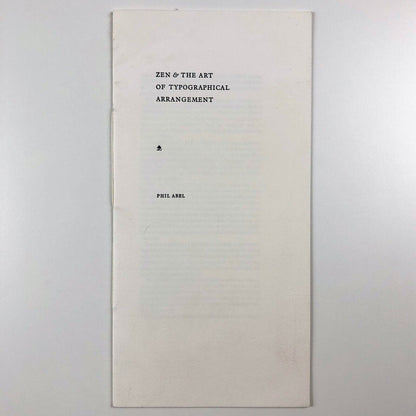 ZEN & THE ART
OF TYPOGRAPHICAL
ARRANGEMENT
PHIL ABEL